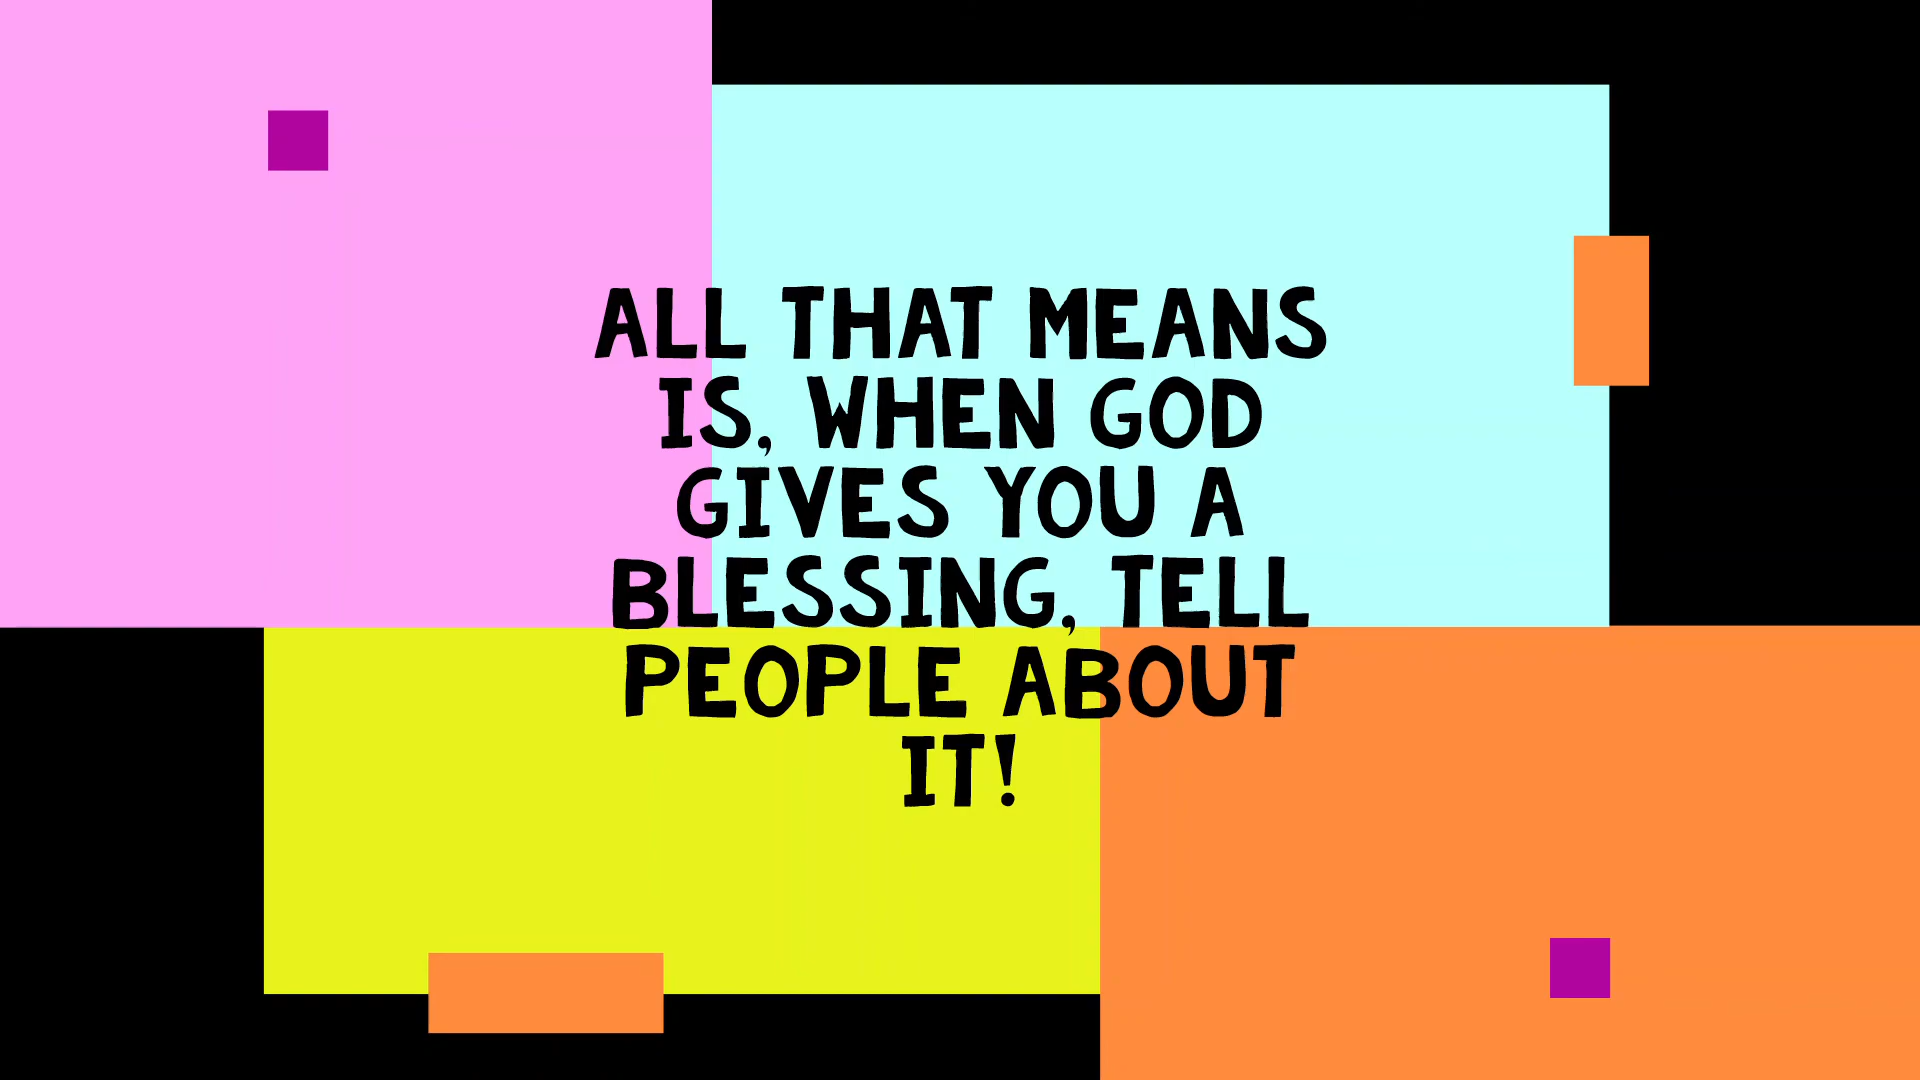 ALL THAT MEANS
IS, WHEN GOD
GIVES YOU A
BLESSING, TELL
PEOPLE ABOUT
IT!